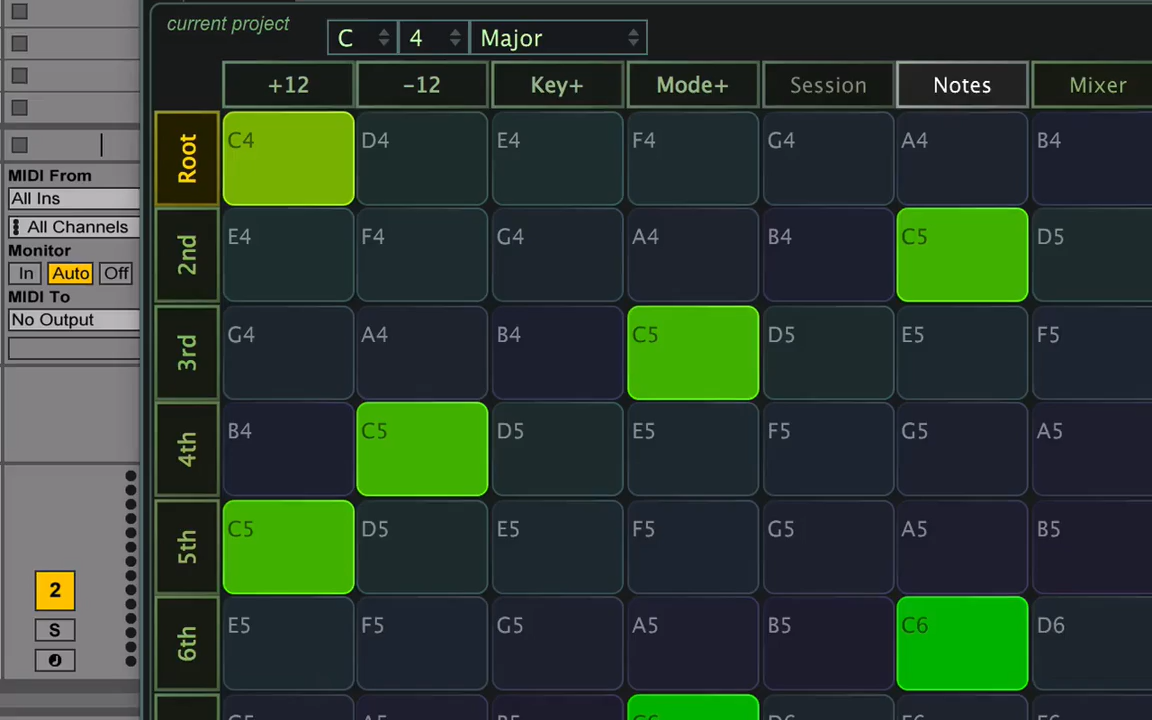 current project
C 4 Major
+12 -12 Key+ Mode+ Session Notes Mixer
Root C4 D4 E4 F4 G4 A4 B4
2nd E4 F4 G4 A4 B4 C5 D5
3rd G4 A4 B4 C5 D5 E5 F5
4th B4 C5 D5 E5 F5 G5 A5
5th C5 D5 E5 F5 G5 A5 B5
6th E5 F5 G5 A5 B5 C6 D6
MIDI From
All Ins
All Channels
Monitor
In Auto Off
MIDI To
No Output
2
S